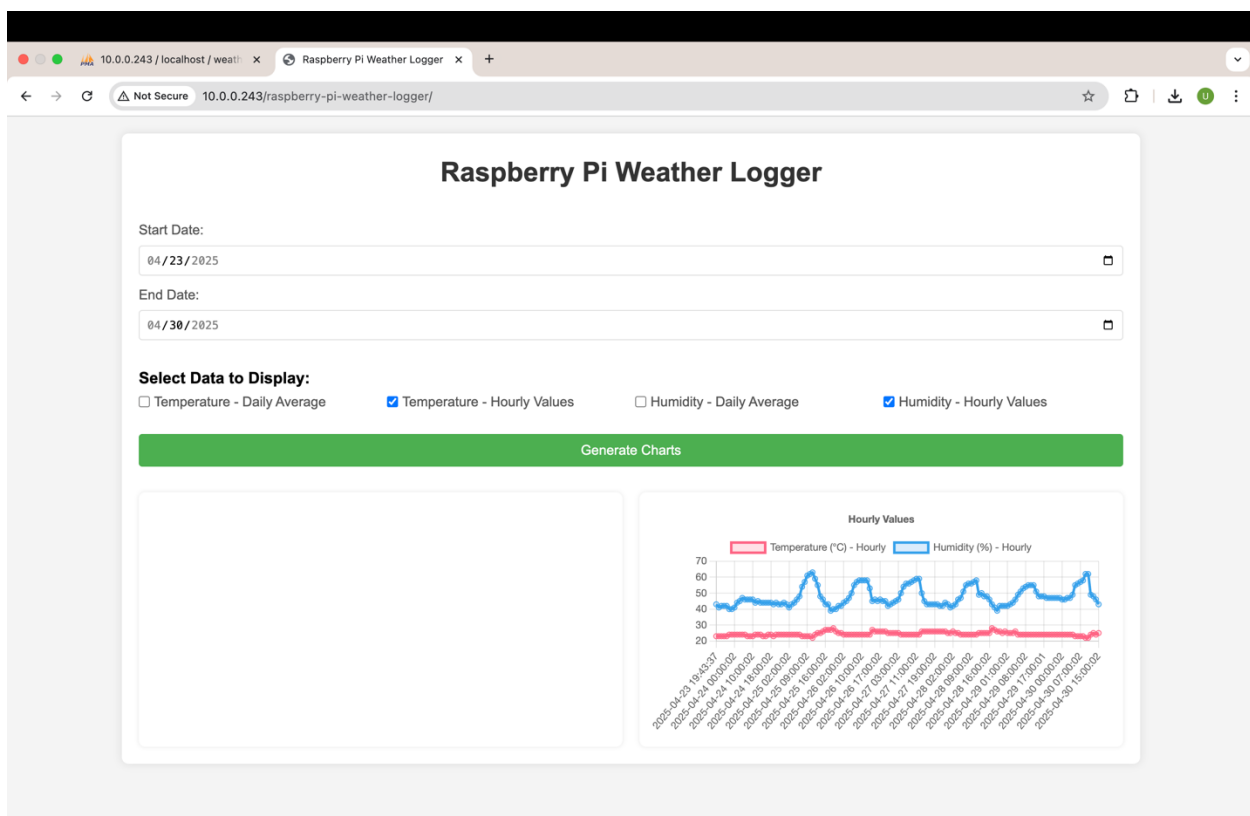 10.0.0.243 / localhost / weath
Raspberry Pi Weather Logger
Not Secure 10.0.0.243/raspberry-pi-weather-logger/
U
Raspberry Pi Weather Logger
Start Date:
04/23/2025
End Date:
04/30/2025
Select Data to Display:
Temperature - Daily Average
Temperature - Hourly Values
Humidity - Daily Average
Humidity - Hourly Values
Generate Charts
Hourly Values
Temperature (°C) - Hourly
Humidity (%) - Hourly
70
60
50
40
30
20
2025-04-23 19:43:37
2025-04-24 00:00:02
2025-04-24 10:00:02
2025-04-24 18:00:02
2025-04-25 02:00:02
2025-04-25 09:00:02
2025-04-25 16:00:02
2025-04-26 02:00:02
2025-04-26 10:00:02
2025-04-26 17:00:02
2025-04-27 03:00:02
2025-04-27 11:00:02
2025-04-27 19:00:02
2025-04-28 02:00:02
2025-04-28 09:00:02
2025-04-28 16:00:02
2025-04-29 01:00:02
2025-04-29 08:00:02
2025-04-29 17:00:01
2025-04-30 00:00:02
2025-04-30 07:00:02
2025-04-30 15:00:02